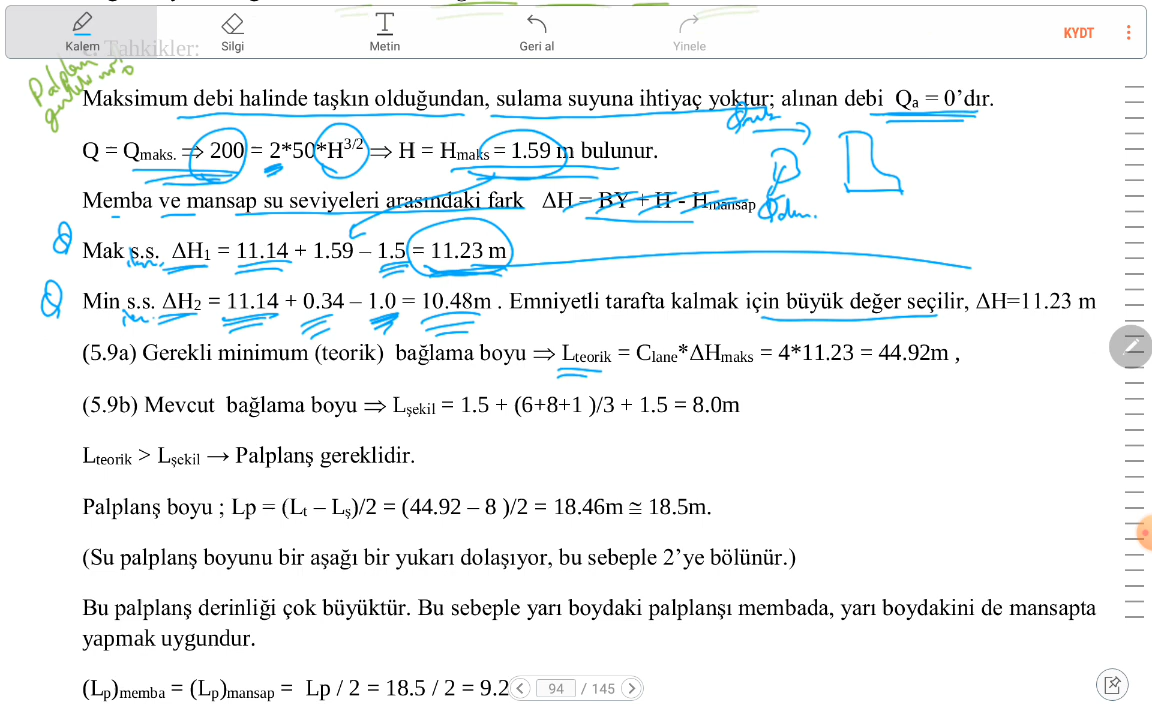 Kalem
Silgi
Metin
Geri al
Yinele
KYDT
Tahkikler:
Palplan
Maksimum debi halinde taşkın olduğundan, sulama suyuna ihtiyaç yoktur; alınan debi Qa = 0’dır.
Q = Qmaks. ⇒ 200 = 2*50*H3/2 ⇒ H = Hmaks = 1.59 m bulunur.
Memba ve mansap su seviyeleri arasındaki fark ΔH = BY + H - Hmansap
Mak s.s. ΔH1 = 11.14 + 1.59 – 1.5 = 11.23 m
Min s.s. ΔH2 = 11.14 + 0.34 – 1.0 = 10.48m . Emniyetli tarafta kalmak için büyük değer seçilir, ΔH=11.23 m
(5.9a) Gerekli minimum (teorik) bağlama boyu ⇒ Lteorik = Clane*ΔHmaks = 4*11.23 = 44.92m ,
(5.9b) Mevcut bağlama boyu ⇒ Lşekil = 1.5 + (6+8+1 )/3 + 1.5 = 8.0m
Lteorik > Lşekil → Palplanş gereklidir.
Palplanş boyu ; Lp = (Lt – Lş)/2 = (44.92 – 8 )/2 = 18.46m ≅ 18.5m.
(Su palplanş boyunu bir aşağı bir yukarı dolaşıyor, bu sebeple 2’ye bölünür.)
Bu palplanş derinliği çok büyüktür. Bu sebeple yarı boydaki palplanşı membada, yarı boydakini de mansapta
yapmak uygundur.
(Lp)memba = (Lp)mansap = Lp / 2 = 18.5 / 2 = 9.2
94 / 145